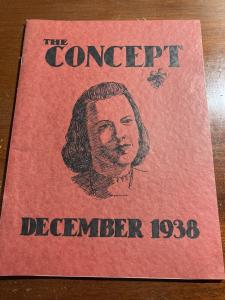 THE
CONCEPT
DECEMBER 1938